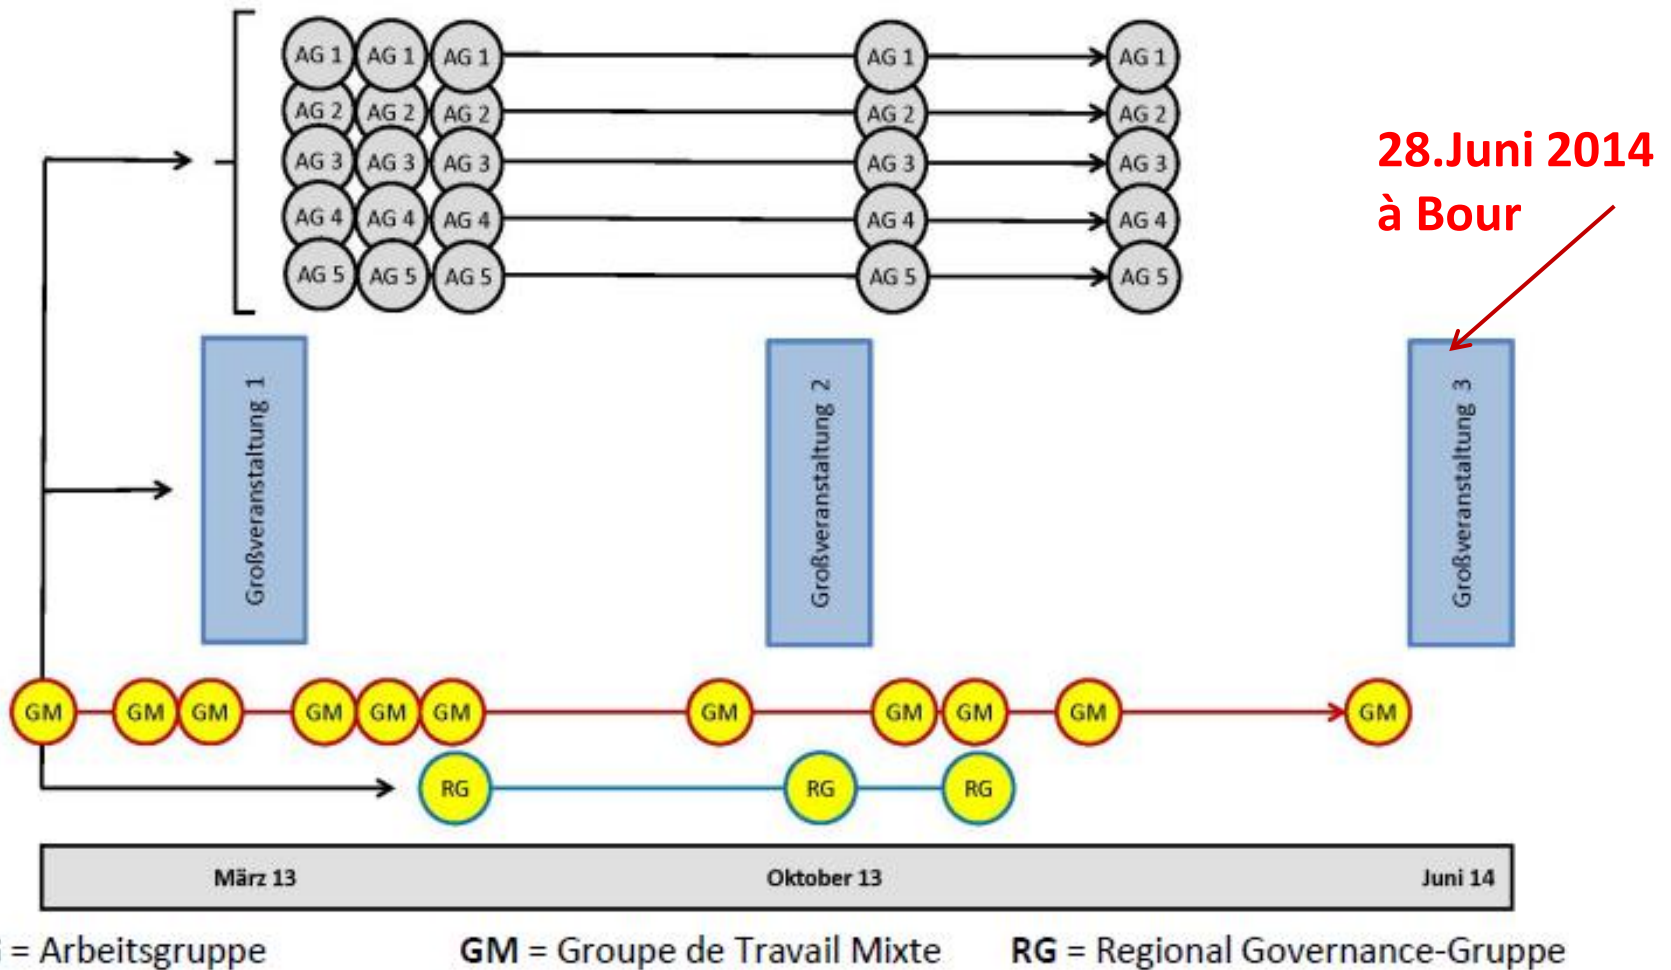 AG 1 AG 1 AG 1 AG 1 AG 1
AG 2 AG 2 AG 2 AG 2 AG 2
AG 3 AG 3 AG 3 AG 3 AG 3
AG 4 AG 4 AG 4 AG 4 AG 4
AG 5 AG 5 AG 5 AG 5 AG 5
28.Juni 2014
à Bour
Großveranstaltung 1
Großveranstaltung 2
Großveranstaltung 3
GM GM GM GM GM GM GM GM GM GM GM
RG RG RG
März 13 Oktober 13 Juni 14
= Arbeitsgruppe GM = Groupe de Travail Mixte RG = Regional Governance-Gruppe